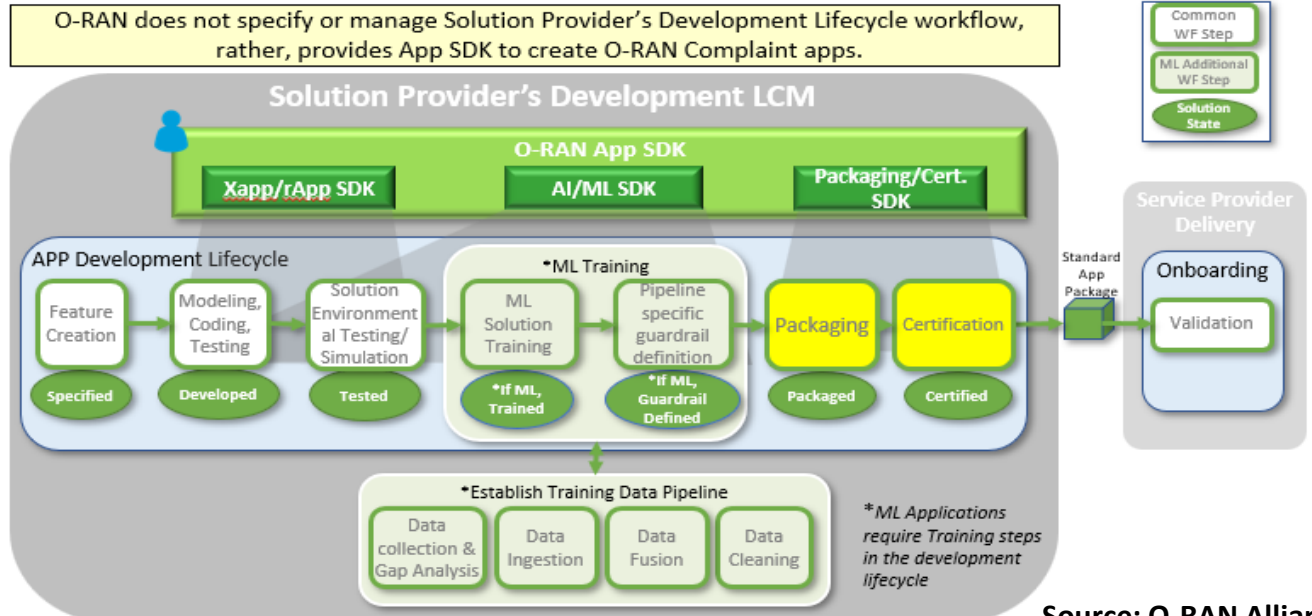 O-RAN does not specify or manage Solution Provider's Development Lifecycle workflow,
rather, provides App SDK to create O-RAN Complaint apps.
Common
WF Step
ML Additional
WF Step
Solution
State
Solution Provider's Development LCM
O-RAN App SDK
Xapp/rApp SDK
AI/ML SDK
Packaging/Cert.
SDK
Service Provider
Delivery
APP Development Lifecycle
*ML Training
Feature
Creation
Modeling,
Coding,
Testing
Solution
Environment
al Testing/
Simulation
ML
Solution
Training
Pipeline
specific
guardrail
definition
Packaging
Certification
Standard
App
Package
Onboarding
Validation
Specified
Developed
Tested
*If ML,
Trained
*If ML,
Guardrail
Defined
Packaged
Certified
*Establish Training Data Pipeline
Data
collection &
Gap Analysis
Data
Ingestion
Data
Fusion
Data
Cleaning
*ML Applications
require Training steps
in the development
lifecycle
Source: O-RAN Allian